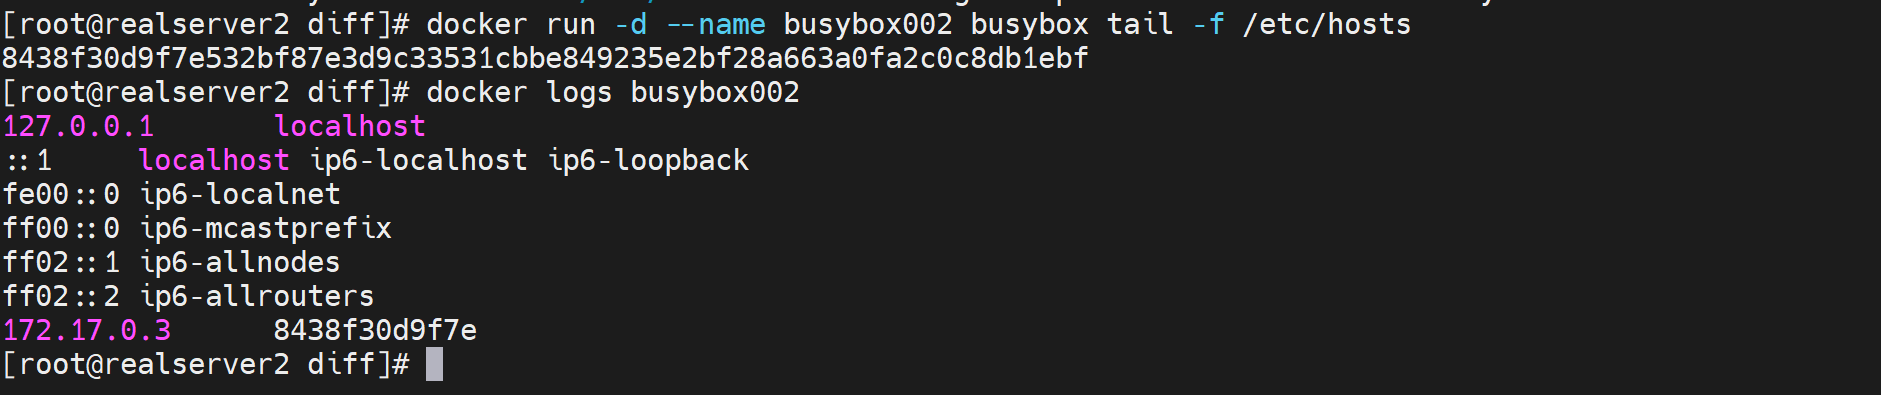 [root@realserver2 diff]# docker run -d --name busybox002 busybox tail -f /etc/hosts
8438f30d9f7e532bf87e3d9c33531cbbe849235e2bf28a663a0fa2c0c8db1ebf
[root@realserver2 diff]# docker logs busybox002
127.0.0.1       localhost
::1     localhost ip6-localhost ip6-loopback
fe00::0 ip6-localnet
ff00::0 ip6-mcastprefix
ff02::1 ip6-allnodes
ff02::2 ip6-allrouters
172.17.0.3      8438f30d9f7e
[root@realserver2 diff]#